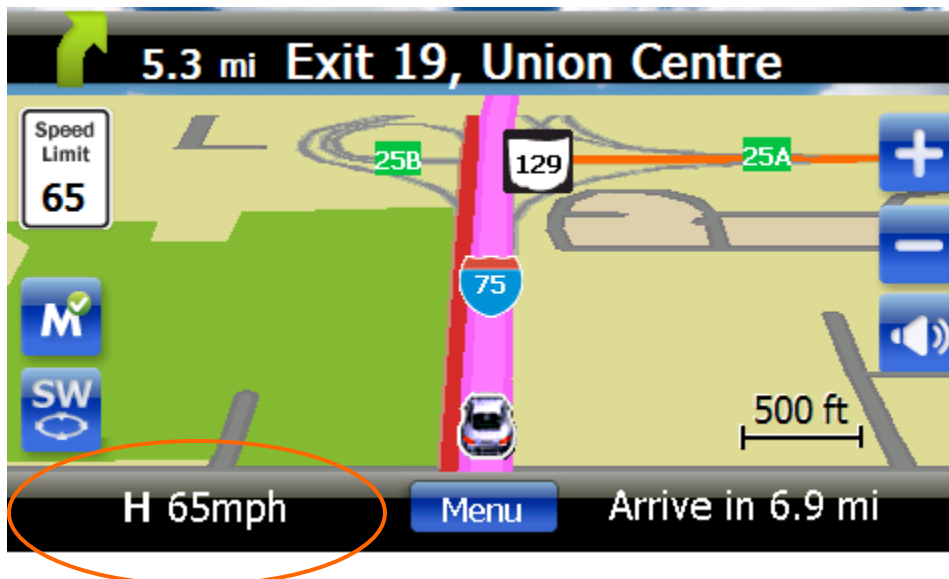 5.3 mi Exit 19, Union Centre
Speed
Limit
65
25B
129
25A
75
M
SW
500 ft
H 65mph
Menu
Arrive in 6.9 mi